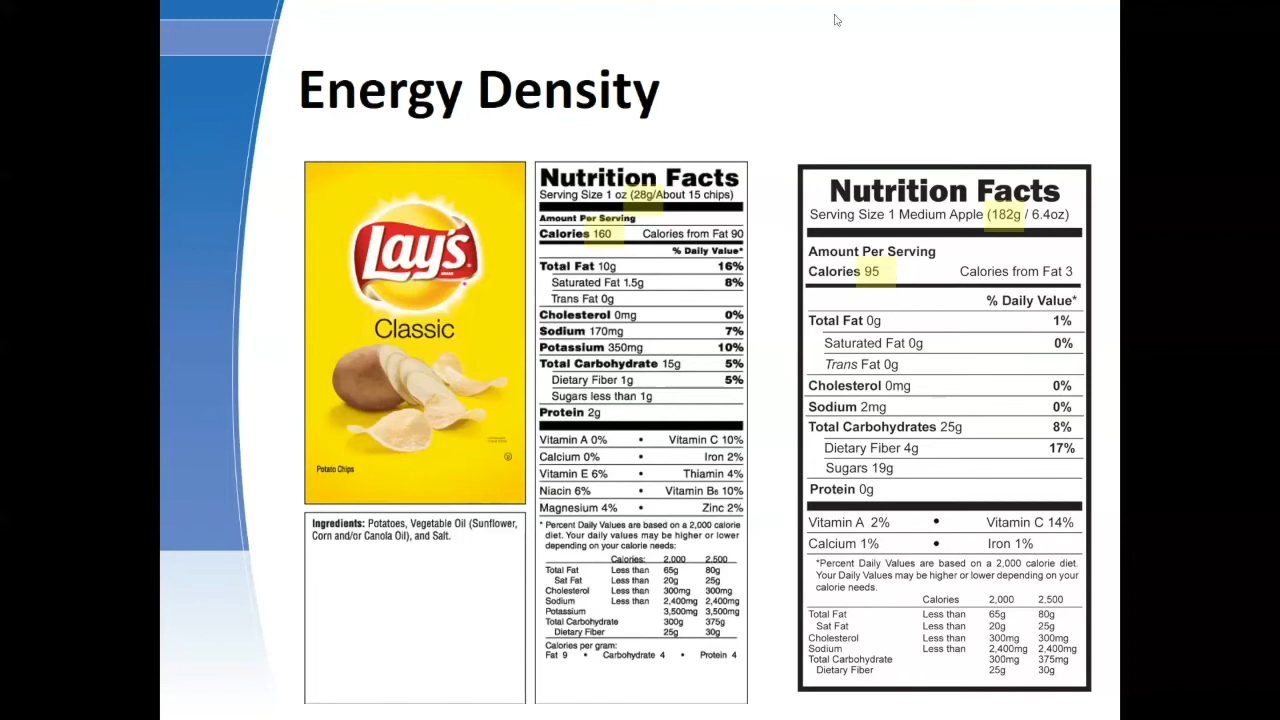 Energy Density
Lay's
Classic
Potato Chips
Ingredients: Potatoes, Vegetable Oil (Sunflower,
Corn and/or Canola Oil), and Salt.
Nutrition Facts
Serving Size 1 oz (28g/About 15 chips)
Amount Per Serving
Calories 160 Calories from Fat 90
% Daily Value*
Total Fat 10g 16%
Saturated Fat 1.5g 8%
Trans Fat 0g
Cholesterol 0mg 0%
Sodium 170mg 7%
Potassium 350mg 10%
Total Carbohydrate 15g 5%
Dietary Fiber 1g 5%
Sugars less than 1g
Protein 2g
Vitamin A 0% • Vitamin C 10%
Calcium 0% • Iron 2%
Vitamin E 6% • Thiamin 4%
Niacin 6% • Vitamin B₆ 10%
Magnesium 4% • Zinc 2%
* Percent Daily Values are based on a 2,000 calorie
diet. Your daily values may be higher or lower
depending on your calorie needs:
Calories: 2,000 2,500
Total Fat Less than 65g 80g
Sat Fat Less than 20g 25g
Cholesterol Less than 300mg 300mg
Sodium Less than 2,400mg 2,400mg
Potassium 3,500mg 3,500mg
Total Carbohydrate 300g 375g
Dietary Fiber 25g 30g
Calories per gram:
Fat 9 • Carbohydrate 4 • Protein 4
Nutrition Facts
Serving Size 1 Medium Apple (182g / 6.4oz)
Amount Per Serving
Calories 95 Calories from Fat 3
% Daily Value*
Total Fat 0g 1%
Saturated Fat 0g 0%
Trans Fat 0g
Cholesterol 0mg 0%
Sodium 2mg 0%
Total Carbohydrates 25g 8%
Dietary Fiber 4g 17%
Sugars 19g
Protein 0g
Vitamin A 2% • Vitamin C 14%
Calcium 1% • Iron 1%
*Percent Daily Values are based on a 2,000 calorie diet.
Your Daily Values may be higher or lower depending on your
calorie needs.
Calories 2,000 2,500
Total Fat Less than 65g 80g
Sat Fat Less than 20g 25g
Cholesterol Less than 300mg 300mg
Sodium Less than 2,400mg 2,400mg
Total Carbohydrate 300mg 375mg
Dietary Fiber 25g 30g